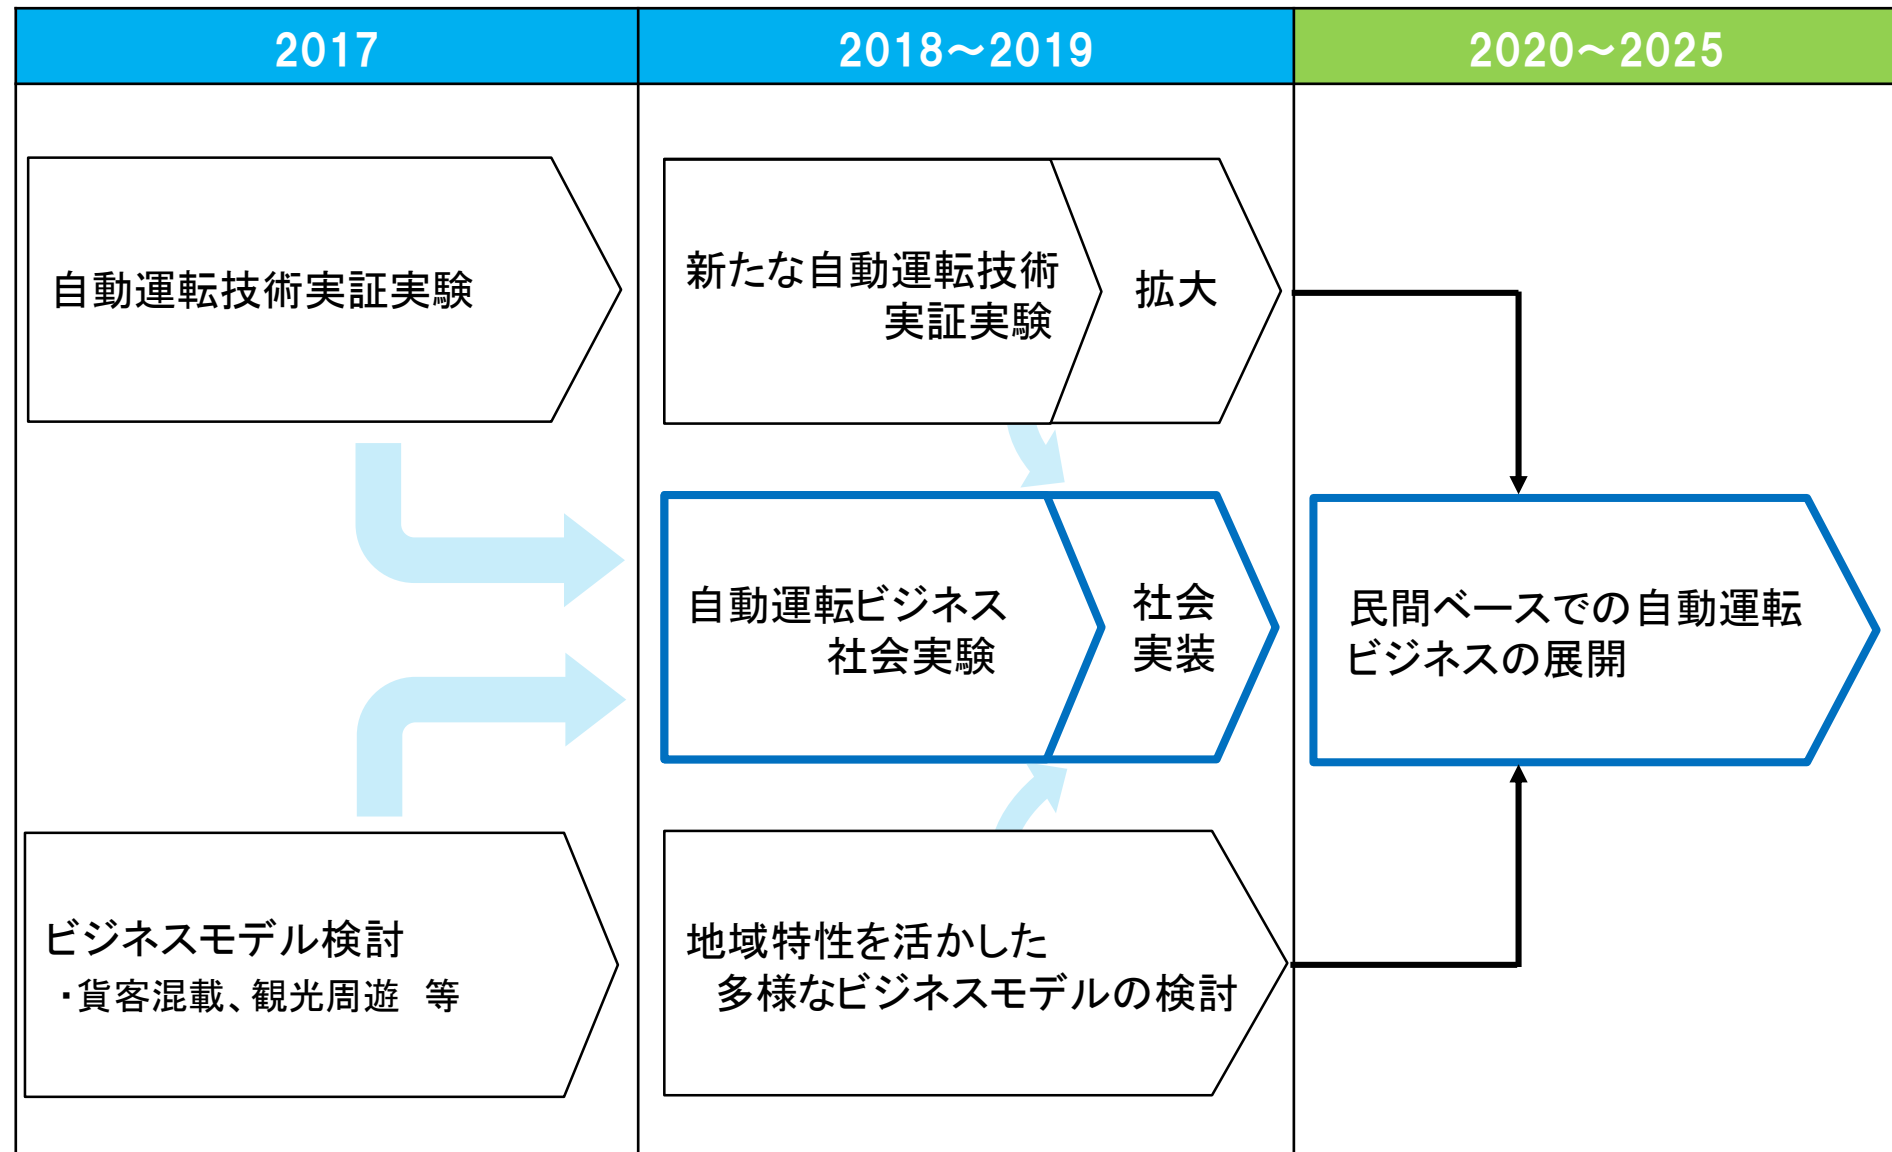 2017
2018～2019
2020～2025
自動運転技術実証実験
新たな自動運転技術
実証実験
拡大
自動運転ビジネス
社会実験
社会
実装
民間ベースでの自動運転
ビジネスの展開
ビジネスモデル検討
・貨客混載、観光周遊　等
地域特性を活かした
多様なビジネスモデルの検討